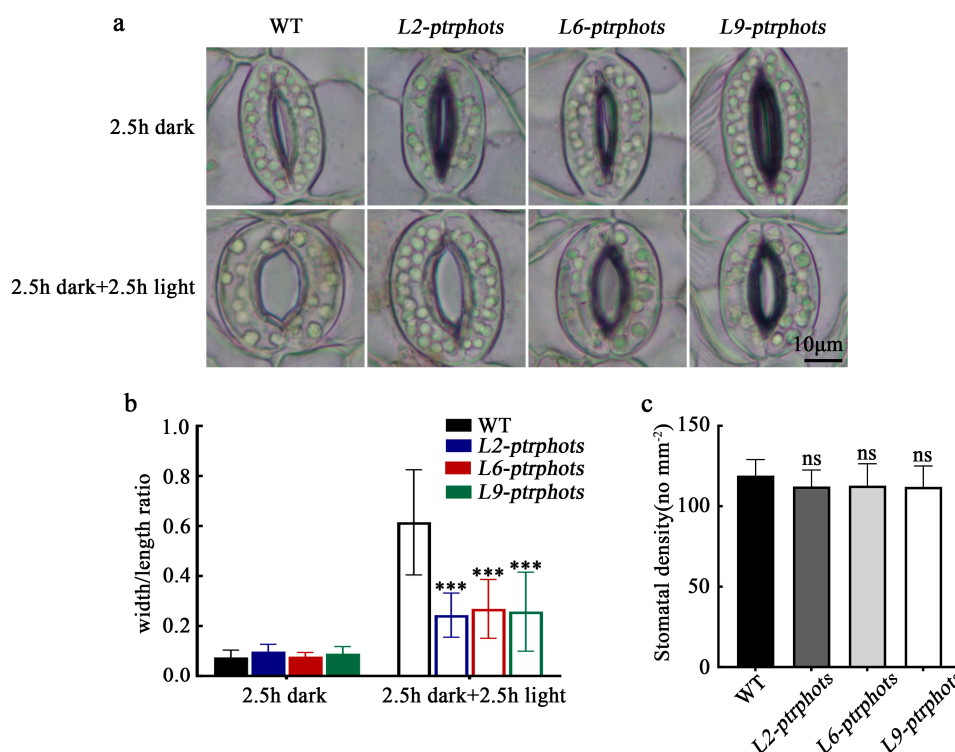 a
WT L2-ptrphots L6-ptrphots L9-ptrphots
2.5h dark
2.5h dark+2.5h light
10μm
b
width/length ratio
1.0
0.8
0.6
0.4
0.2
0.0
WT
L2-ptrphots
L6-ptrphots
L9-ptrphots
*** *** ***
2.5h dark 2.5h dark+2.5h light
c
Stomatal density(no mm⁻²)
150
100
50
0
ns ns ns
WT L2-ptrphots L6-ptrphots L9-ptrphots